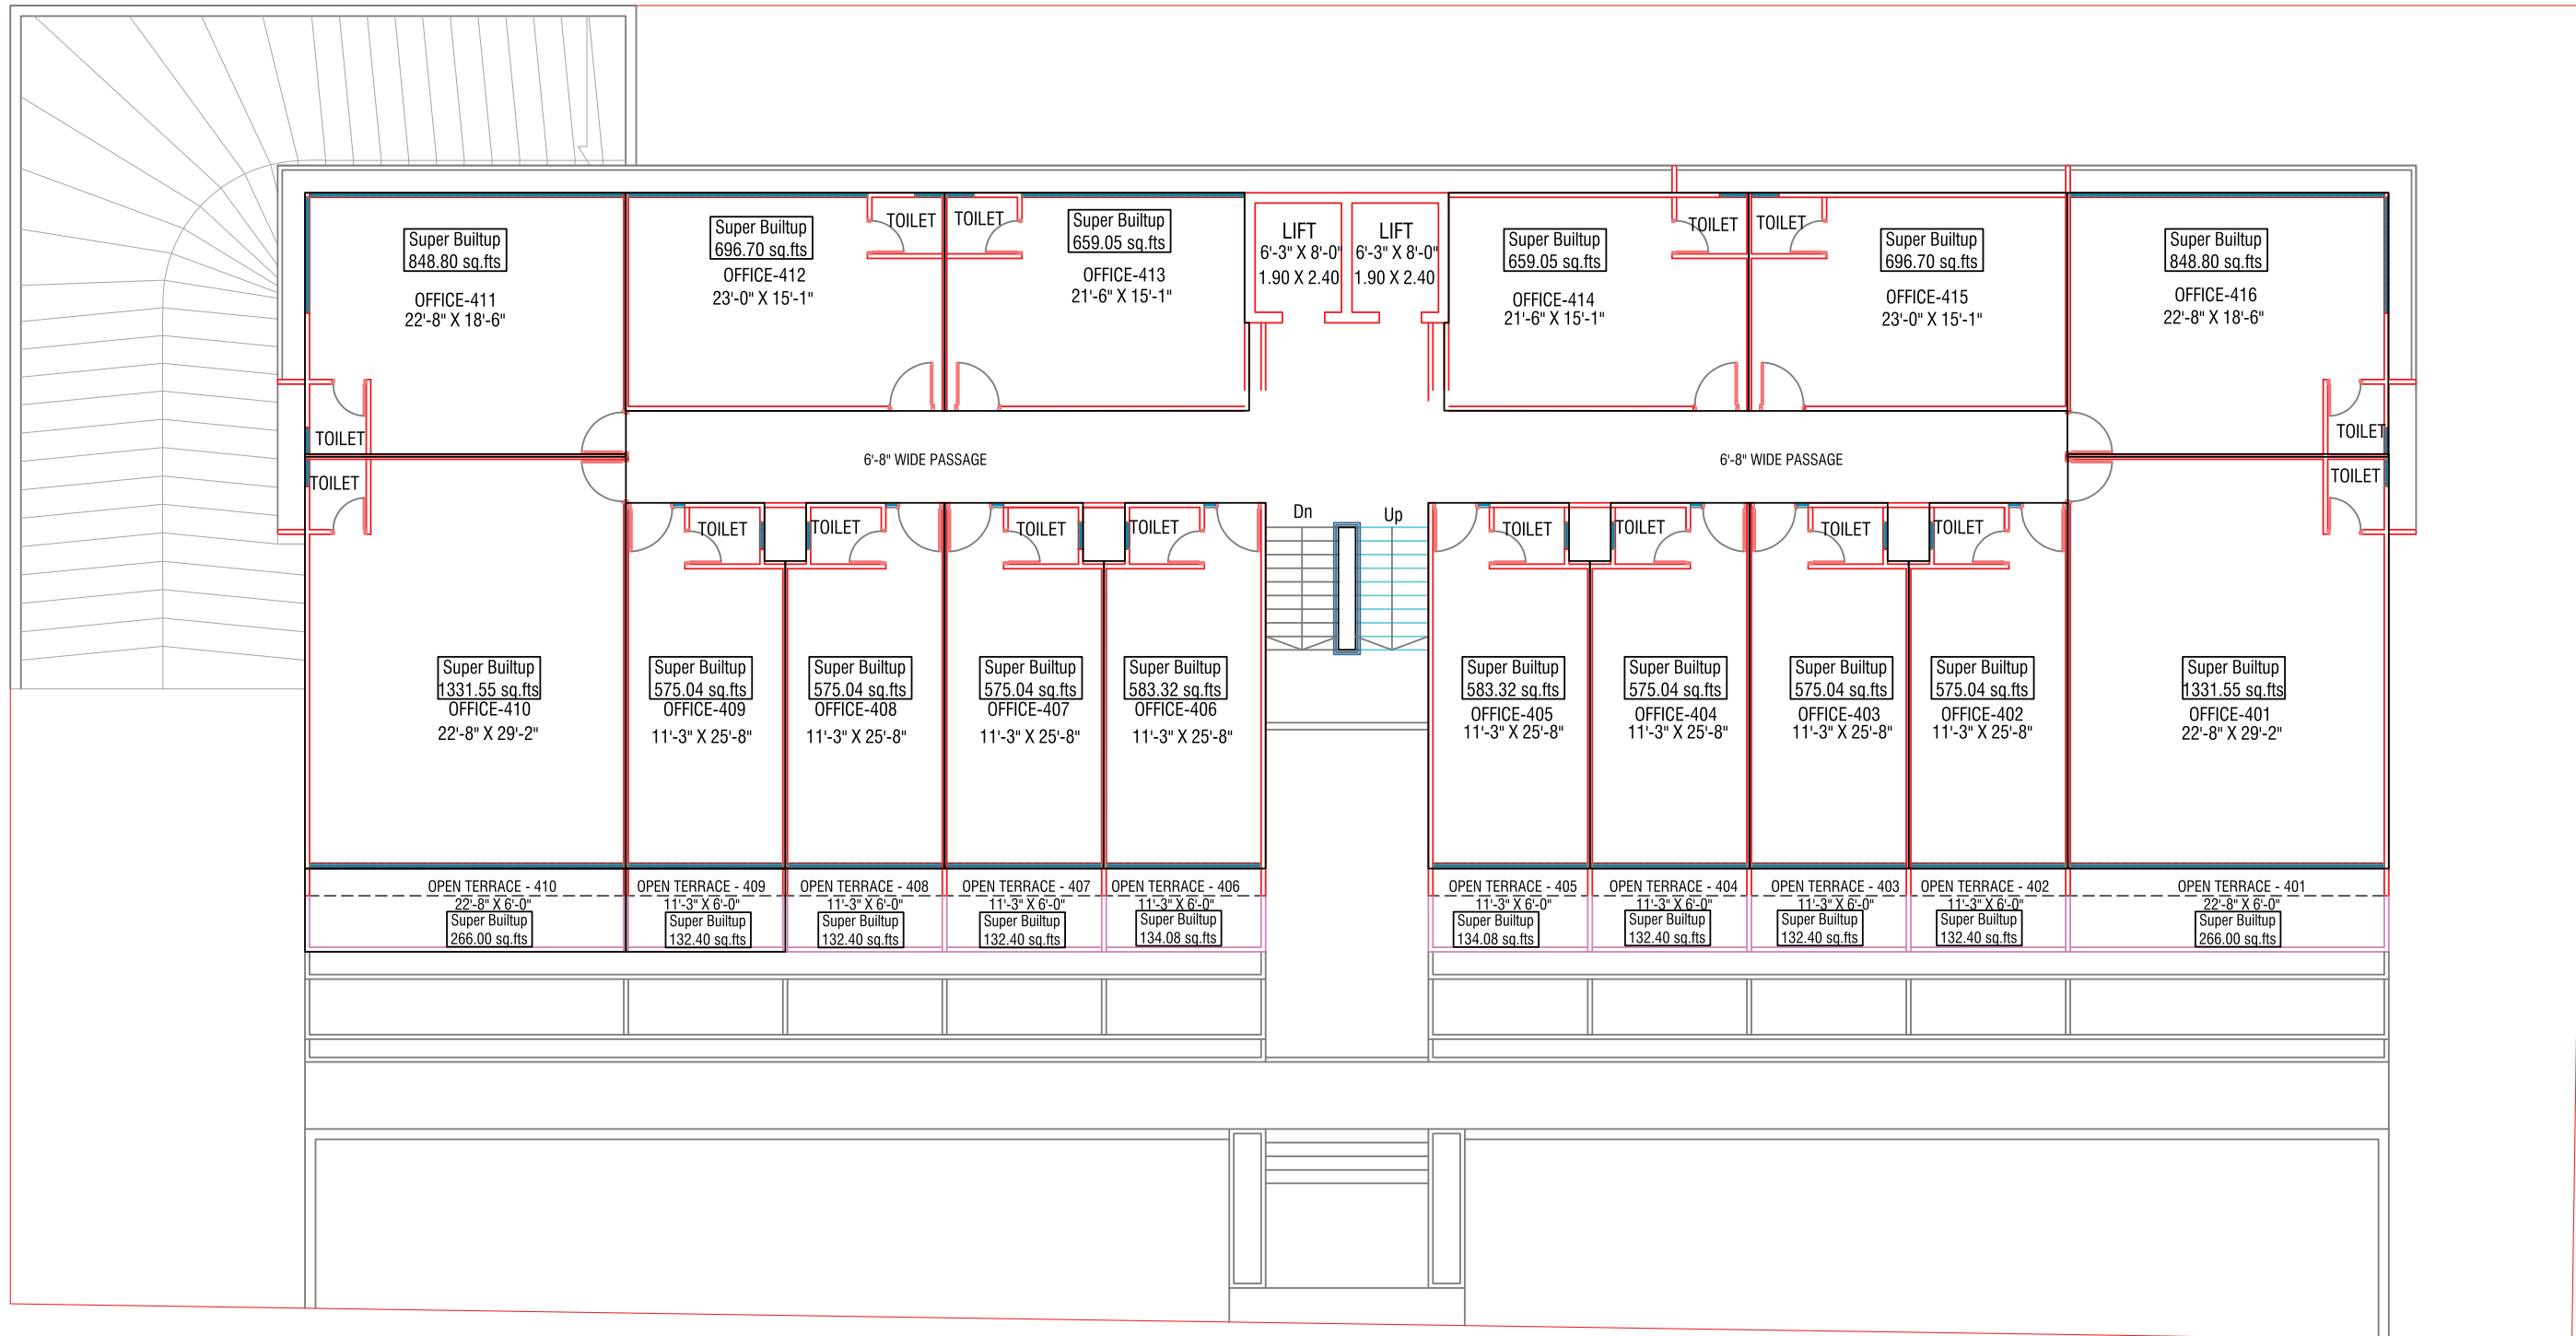 Super Builtup
848.80 sq.fts
OFFICE-411
22'-8" X 18'-6"
TOILET
Super Builtup
696.70 sq.fts
OFFICE-412
23'-0" X 15'-1"
TOILET
TOILET
Super Builtup
659.05 sq.fts
OFFICE-413
21'-6" X 15'-1"
LIFT
6'-3" X 8'-0"
1.90 X 2.40
LIFT
6'-3" X 8'-0"
1.90 X 2.40
Super Builtup
659.05 sq.fts
OFFICE-414
21'-6" X 15'-1"
TOILET
TOILET
Super Builtup
696.70 sq.fts
OFFICE-415
23'-0" X 15'-1"
Super Builtup
848.80 sq.fts
OFFICE-416
22'-8" X 18'-6"
TOILET
6'-8" WIDE PASSAGE
6'-8" WIDE PASSAGE
TOILET
TOILET
TOILET
TOILET
TOILET
TOILET
Dn
Up
TOILET
TOILET
TOILET
TOILET
Super Builtup
1331.55 sq.fts
OFFICE-410
22'-8" X 29'-2"
Super Builtup
575.04 sq.fts
OFFICE-409
11'-3" X 25'-8"
Super Builtup
575.04 sq.fts
OFFICE-408
11'-3" X 25'-8"
Super Builtup
575.04 sq.fts
OFFICE-407
11'-3" X 25'-8"
Super Builtup
583.32 sq.fts
OFFICE-406
11'-3" X 25'-8"
Super Builtup
583.32 sq.fts
OFFICE-405
11'-3" X 25'-8"
Super Builtup
575.04 sq.fts
OFFICE-404
11'-3" X 25'-8"
Super Builtup
575.04 sq.fts
OFFICE-403
11'-3" X 25'-8"
Super Builtup
575.04 sq.fts
OFFICE-402
11'-3" X 25'-8"
Super Builtup
1331.55 sq.fts
OFFICE-401
22'-8" X 29'-2"
OPEN TERRACE - 410
22'-8" X 6'-0"
Super Builtup
266.00 sq.fts
OPEN TERRACE - 409
11'-3" X 6'-0"
Super Builtup
132.40 sq.fts
OPEN TERRACE - 408
11'-3" X 6'-0"
Super Builtup
132.40 sq.fts
OPEN TERRACE - 407
11'-3" X 6'-0"
Super Builtup
132.40 sq.fts
OPEN TERRACE - 406
11'-3" X 6'-0"
Super Builtup
134.08 sq.fts
OPEN TERRACE - 405
11'-3" X 6'-0"
Super Builtup
134.08 sq.fts
OPEN TERRACE - 404
11'-3" X 6'-0"
Super Builtup
132.40 sq.fts
OPEN TERRACE - 403
11'-3" X 6'-0"
Super Builtup
132.40 sq.fts
OPEN TERRACE - 402
11'-3" X 6'-0"
Super Builtup
132.40 sq.fts
OPEN TERRACE - 401
22'-8" X 6'-0"
Super Builtup
266.00 sq.fts